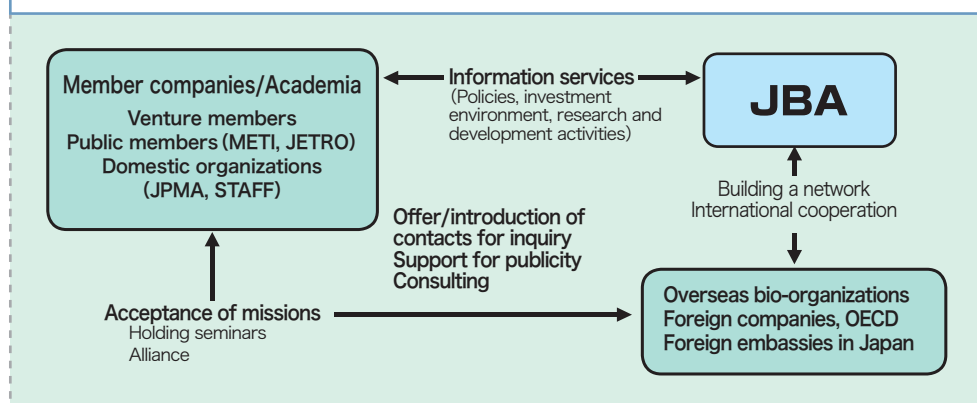 Member companies/Academia
Venture members
Public members (METI, JETRO)
Domestic organizations
(JPMA, STAFF)
Information services
(Policies, investment
environment, research and
development activities)
JBA
Building a network
International cooperation
Offer/introduction of
contacts for inquiry
Support for publicity
Consulting
Acceptance of missions
Holding seminars
Alliance
Overseas bio-organizations
Foreign companies, OECD
Foreign embassies in Japan